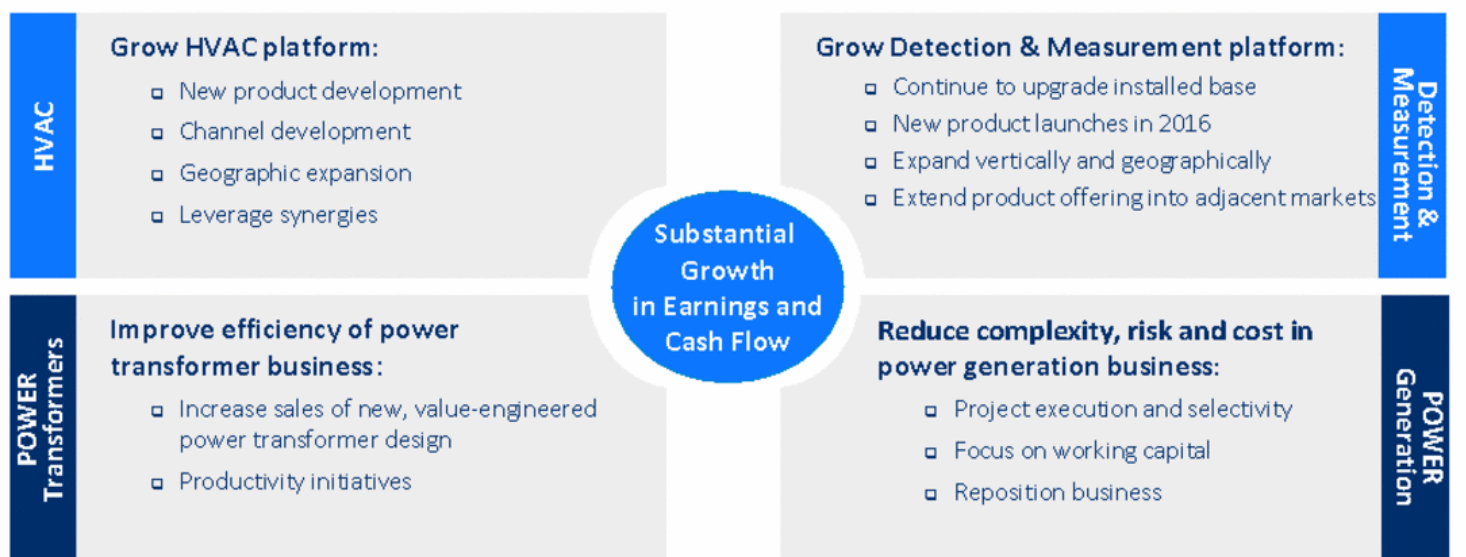 HVAC
Grow HVAC platform:
New product development
Channel development
Geographic expansion
Leverage synergies
Grow Detection & Measurement platform:
Continue to upgrade installed base
New product launches in 2016
Expand vertically and geographically
Extend product offering into adjacent markets
Detection &
Measurement
Substantial
Growth
in Earnings and
Cash Flow
POWER
Transformers
Improve efficiency of power
transformer business:
Increase sales of new, value-engineered
power transformer design
Productivity initiatives
Reduce complexity, risk and cost in
power generation business:
Project execution and selectivity
Focus on working capital
Reposition business
POWER
Generation